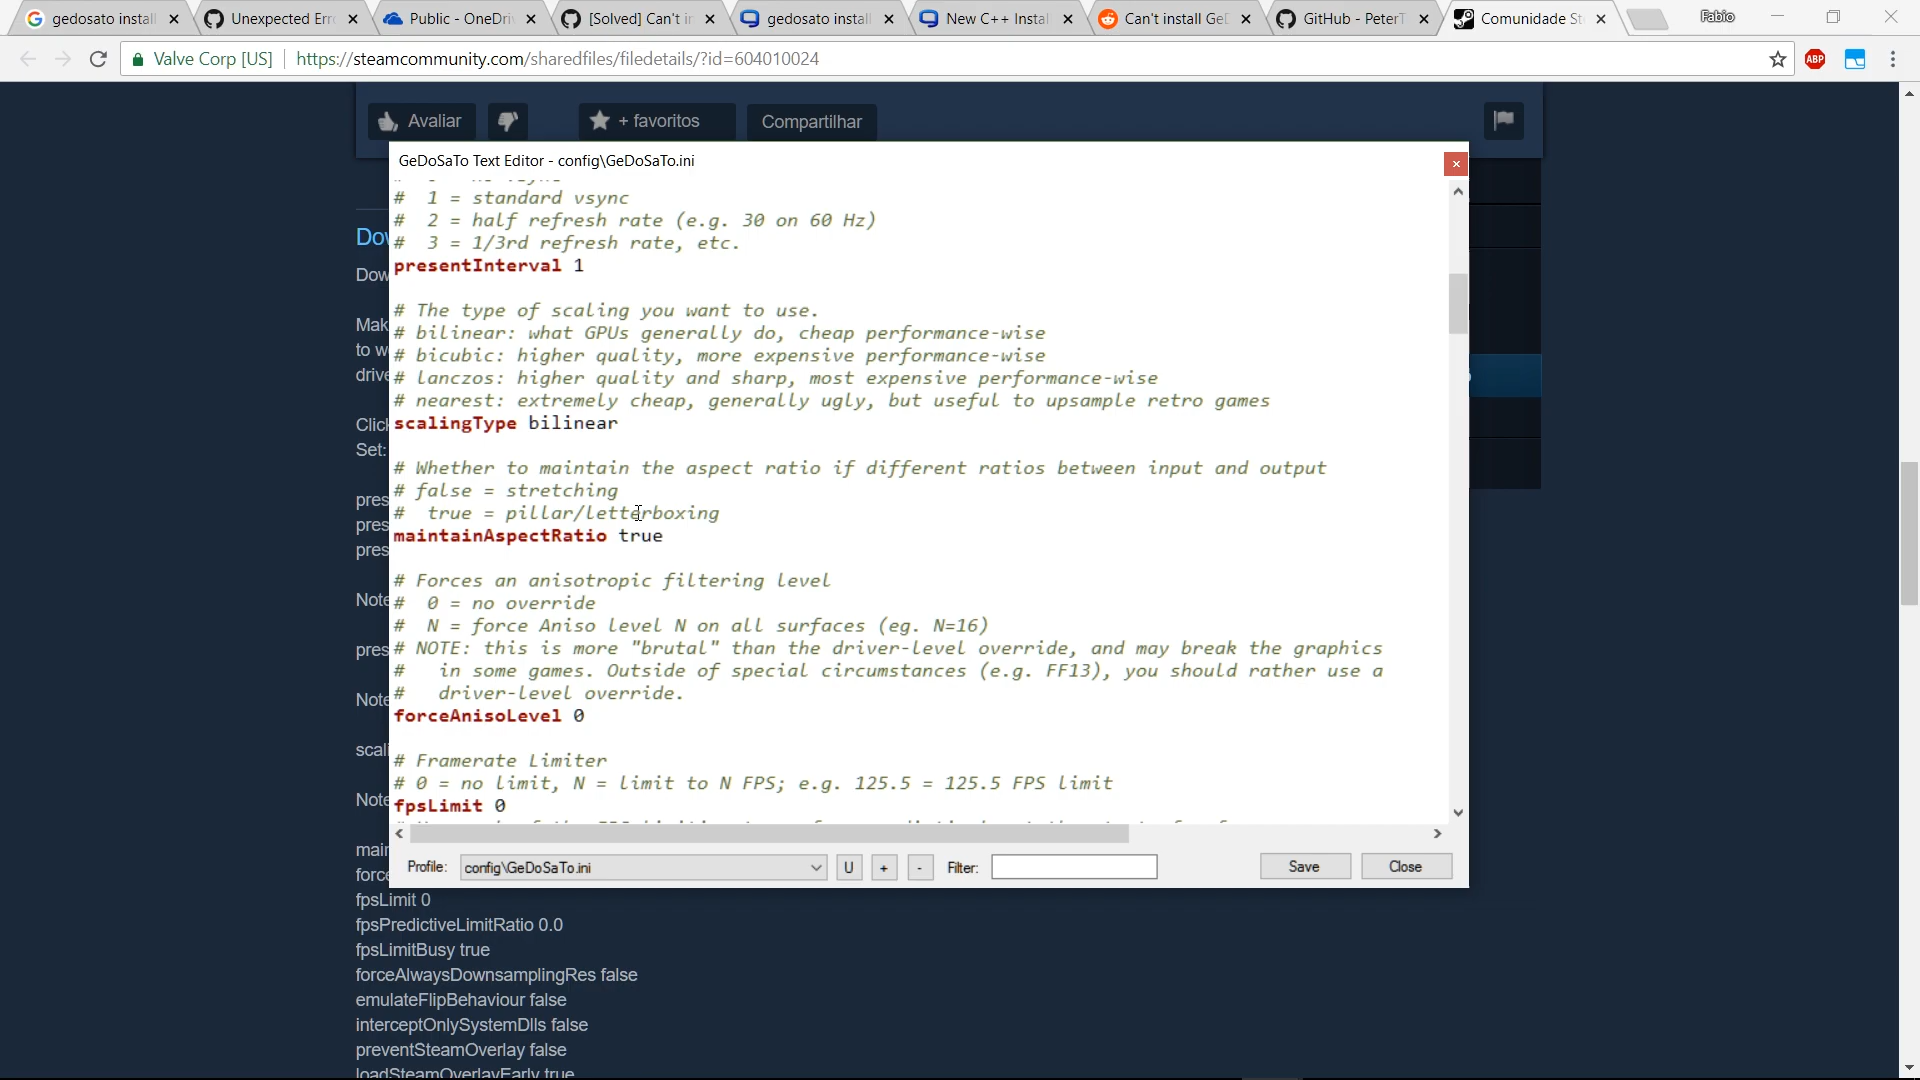 gedosato install
Unexpected Err
Public - OneDri
[Solved] Can't in
gedosato install
New C++ Instal
Can't install Ge
GitHub - PeterT
Comunidade St
Fabio
Valve Corp [US]
https://steamcommunity.com/sharedfiles/filedetails/?id=604010024
ABP
Avaliar
+ favoritos
Compartilhar
GeDoSaTo Text Editor - config\GeDoSaTo.ini
# 1 = standard vsync
# 2 = half refresh rate (e.g. 30 on 60 Hz)
# 3 = 1/3rd refresh rate, etc.
presentInterval 1
# The type of scaling you want to use.
# bilinear: what GPUs generally do, cheap performance-wise
# bicubic: higher quality, more expensive performance-wise
# lanczos: higher quality and sharp, most expensive performance-wise
# nearest: extremely cheap, generally ugly, but useful to upsample retro games
scalingType bilinear
# Whether to maintain the aspect ratio if different ratios between input and output
# false = stretching
# true = pillar/letterboxing
maintainAspectRatio true
# Forces an anisotropic filtering level
# 0 = no override
# N = force Aniso level N on all surfaces (eg. N=16)
# NOTE: this is more "brutal" than the driver-level override, and may break the graphics
# in some games. Outside of special circumstances (e.g. FF13), you should rather use a
# driver-level override.
forceAnisoLevel 0
# Framerate Limiter
# 0 = no limit, N = limit to N FPS; e.g. 125.5 = 125.5 FPS limit
fpsLimit 0
Profile:
config\GeDoSaTo.ini
U
+
-
Filter:
Save
Close
Dow
Dow
Mak
to w
drive
Click
Set:
pres
pres
pres
Note
pres
Note
scali
Note
main
force
fpsLimit 0
fpsPredictiveLimitRatio 0.0
fpsLimitBusy true
forceAlwaysDownsamplingRes false
emulateFlipBehaviour false
interceptOnlySystemDlls false
preventSteamOverlay false
loadSteamOverlayEarly true